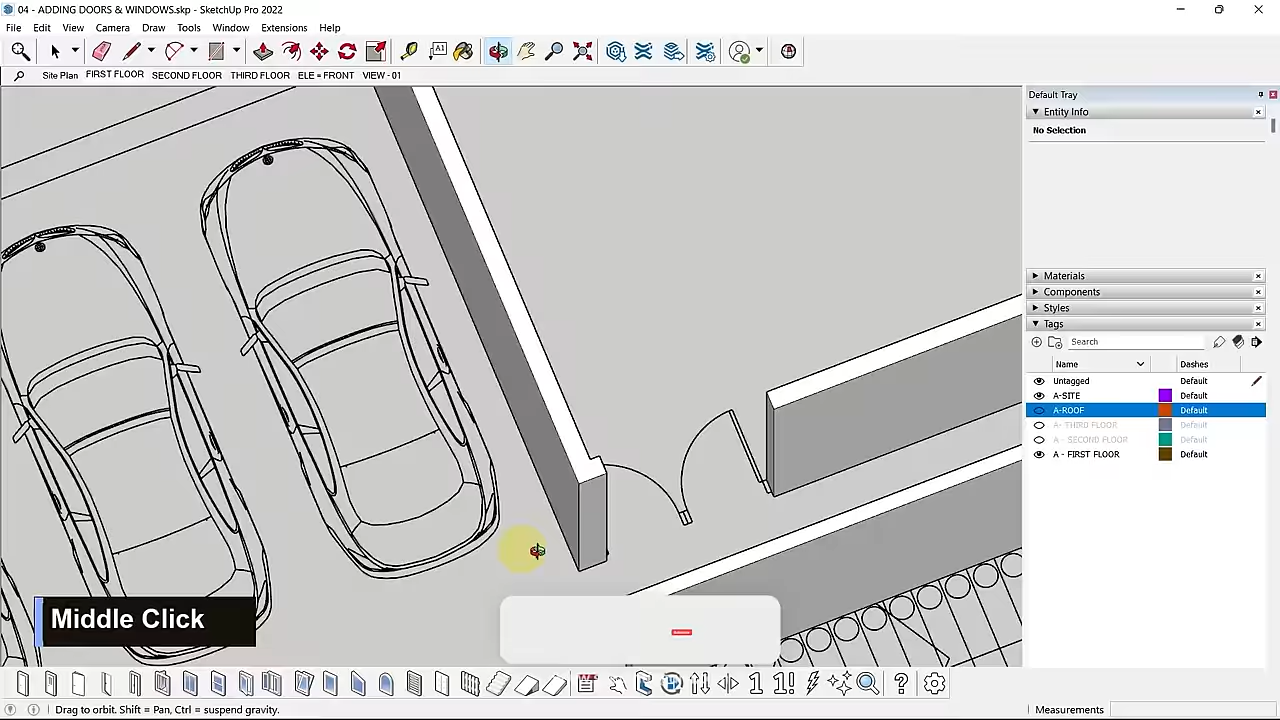 04 - ADDING DOORS & WINDOWS.skp - SketchUp Pro 2022
File Edit View Camera Draw Tools Window Extensions Help
A1
Site Plan FIRST FLOOR SECOND FLOOR THIRD FLOOR ELE = FRONT VIEW - 01
Default Tray
Entity Info
No Selection
Materials
Components
Styles
Tags
Search
Name Dashes
Untagged Default
A-SITE Default
A-ROOF Default
A- THIRD FLOOR Default
A - SECOND FLOOR Default
A - FIRST FLOOR Default
Middle Click
1 1! ?
Drag to orbit. Shift = Pan, Ctrl = suspend gravity.
Measurements